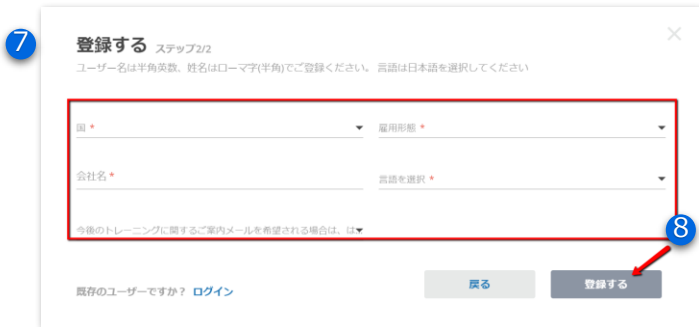 7
登録する ステップ2/2
ユーザー名は半角英数、姓名はローマ字(半角)でご登録ください。 言語は日本語を選択してください
国 * 雇用形態 *
会社名 * 言語を選択 *
今後のトレーニングに関するご案内メールを希望される場合は、は
8
既存のユーザーですか? ログイン 戻る 登録する